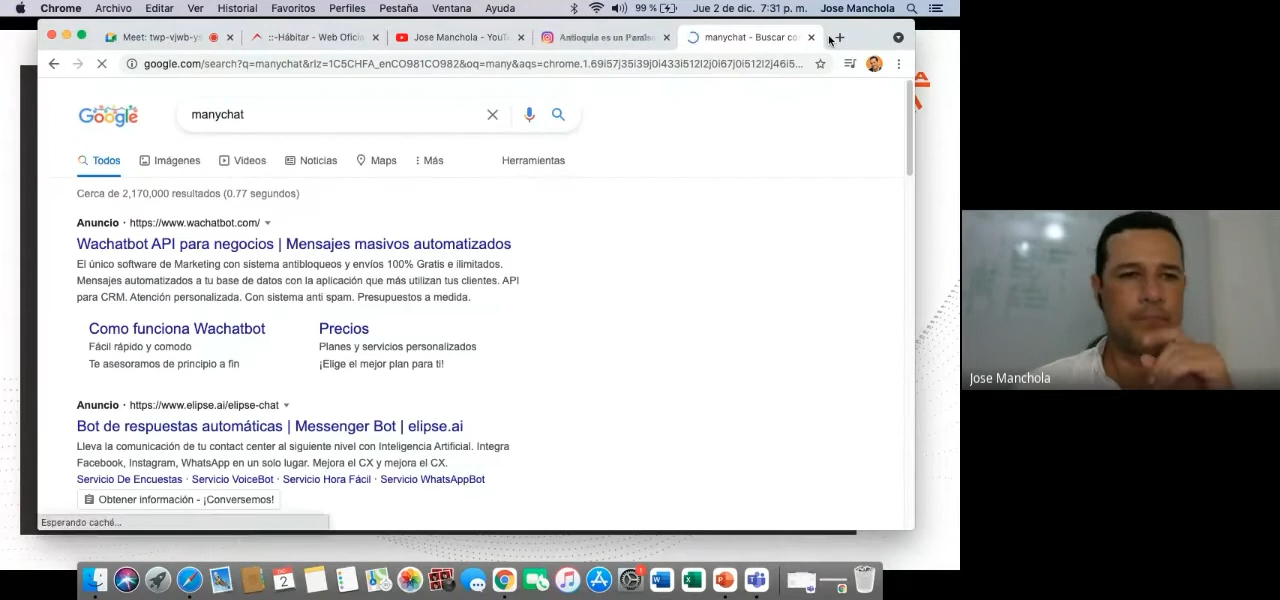 Chrome Archivo Editar Ver Historial Favoritos Perfiles Pestaña Ventana Ayuda 99 % Jue 2 de dic. 7:31 p. m. Jose Manchola
Meet: twp-vjwb-ys ::-Hábitar - Web Oficia Jose Manchola - YouT Antioquia es un Paraíso manychat - Buscar co
google.com/search?q=manychat&rlz=1C5CHFA_enCO981CO982&oq=many&aqs=chrome.1.69i57j35i39j0i433i512l2j0i67j0i512l2j46i5...
Google manychat
Todos Imágenes Videos Noticias Maps Más Herramientas
Cerca de 2,170,000 resultados (0.77 segundos)
Anuncio · https://www.wachatbot.com/
Wachatbot API para negocios | Mensajes masivos automatizados
El único software de Marketing con sistema antibloqueos y envíos 100% Gratis e ilimitados.
Mensajes automatizados a tu base de datos con la aplicación que más utilizan tus clientes. API
para CRM. Atención personalizada. Con sistema anti spam. Presupuestos a medida.
Como funciona Wachatbot Precios
Fácil rápido y comodo Planes y servicios personalizados
Te asesoramos de principio a fin ¡Elige el mejor plan para ti!
Anuncio · https://www.elipse.ai/elipse-chat
Bot de respuestas automáticas | Messenger Bot | elipse.ai
Lleva la comunicación de tu contact center al siguiente nivel con Inteligencia Artificial. Integra
Facebook, Instagram, WhatsApp en un solo lugar. Mejora el CX y mejora el CX.
Servicio De Encuestas · Servicio VoiceBot · Servicio Hora Fácil · Servicio WhatsAppBot
Obtener información - ¡Conversemos!
Esperando caché...
Jose Manchola